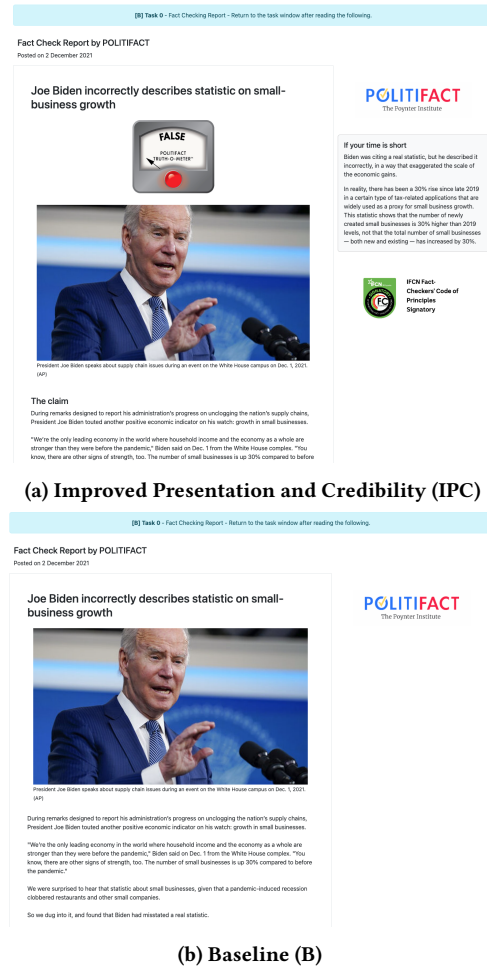 [B] Task 0 - Fact Checking Report - Return to the task window after reading the following.
Fact Check Report by POLITIFACT
Posted on 2 December 2021
Joe Biden incorrectly describes statistic on small-
business growth
FALSE
POLITIFACT
TRUTH-O-METER™
President Joe Biden speaks about supply chain issues during an event on the White House campus on Dec. 1, 2021.
(AP)
The claim
During remarks designed to report his administration's progress on unclogging the nation's supply chains,
President Joe Biden touted another positive economic indicator on his watch: growth in small businesses.
"We're the only leading economy in the world where household income and the economy as a whole are
stronger than they were before the pandemic," Biden said on Dec. 1 from the White House complex. "You
know, there are other signs of strength, too. The number of small businesses is up 30% compared to before
POLITIFACT
The Poynter Institute
If your time is short
Biden was citing a real statistic, but he described it
incorrectly, in a way that exaggerated the scale of
the economic gains.
In reality, there has been a 30% rise since late 2019
in a certain type of tax-related applications that are
widely used as a proxy for small business growth.
This statistic shows that the number of newly
created small businesses is 30% higher than 2019
levels, not that the total number of small businesses
— both new and existing — has increased by 30%.
IFCN Fact-
Checkers' Code of
Principles
Signatory
(a) Improved Presentation and Credibility (IPC)
[B] Task 0 - Fact Checking Report - Return to the task window after reading the following.
Fact Check Report by POLITIFACT
Posted on 2 December 2021
Joe Biden incorrectly describes statistic on small-
business growth
President Joe Biden speaks about supply chain issues during an event on the White House campus on Dec. 1, 2021.
(AP)
During remarks designed to report his administration's progress on unclogging the nation's supply chains,
President Joe Biden touted another positive economic indicator on his watch: growth in small businesses.
"We're the only leading economy in the world where household income and the economy as a whole are
stronger than they were before the pandemic," Biden said on Dec. 1 from the White House complex. "You
know, there are other signs of strength, too. The number of small businesses is up 30% compared to before
the pandemic."
We were surprised to hear that statistic about small businesses, given that a pandemic-induced recession
clobbered restaurants and other small companies.
So we dug into it, and found that Biden had misstated a real statistic.
POLITIFACT
The Poynter Institute
(b) Baseline (B)